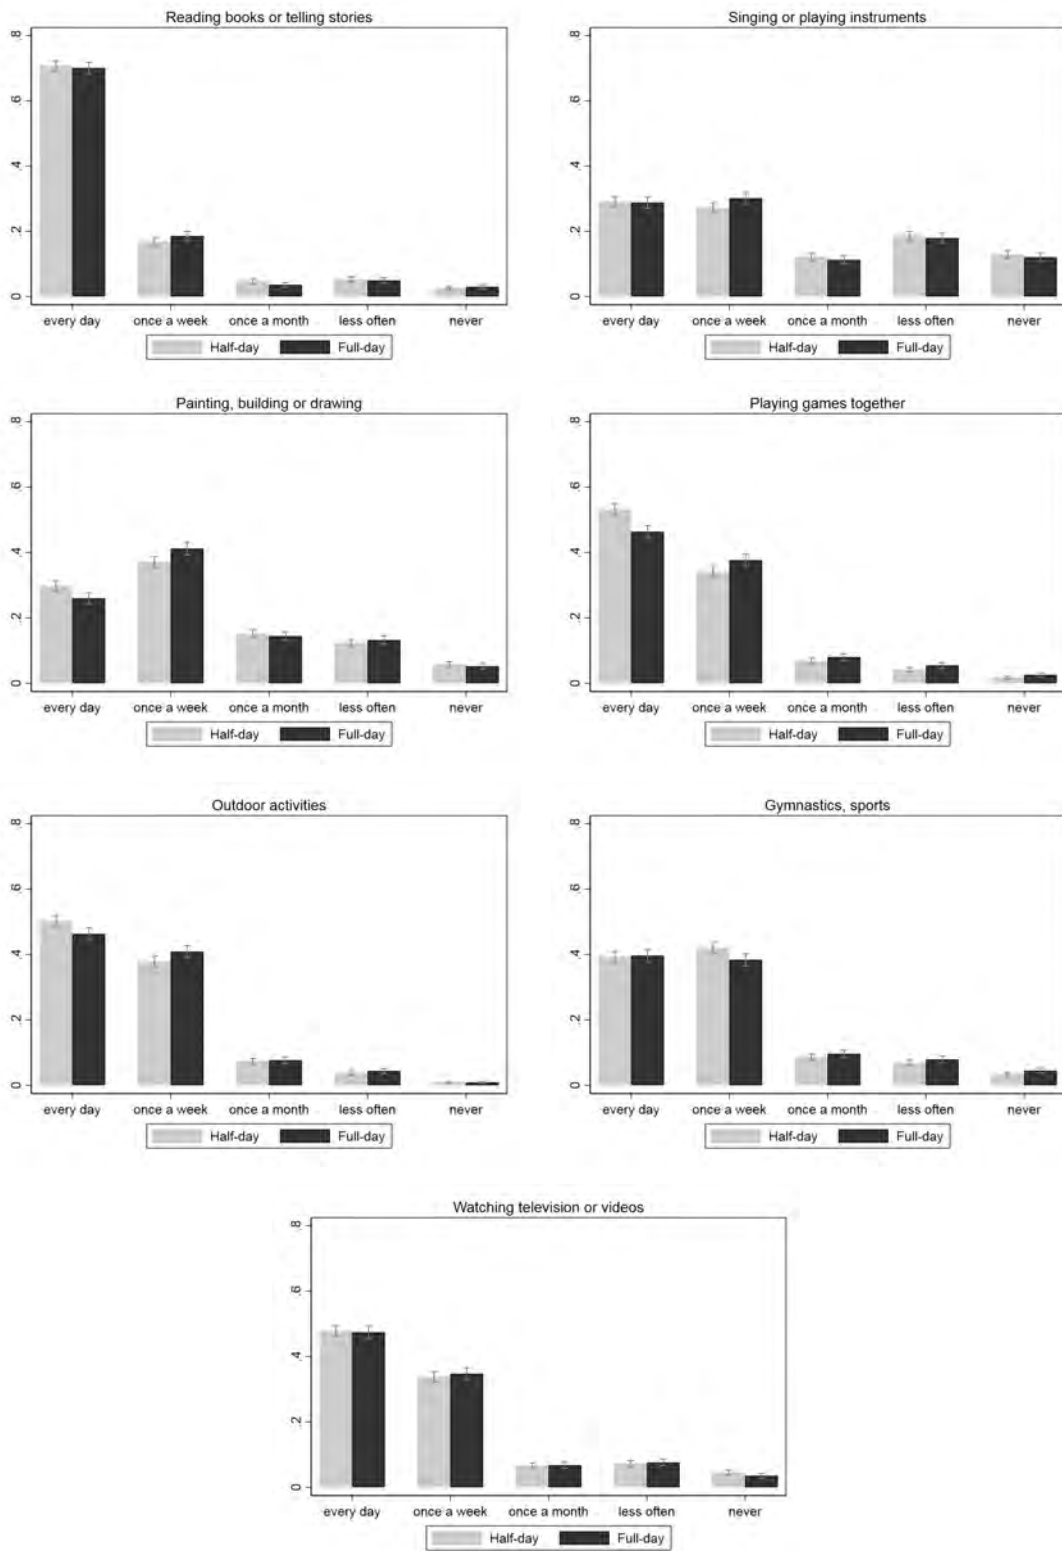 Reading books or telling stories
.8
.6
.4
.2
0
every day once a week once a month less often never
Half-day Full-day
Singing or playing instruments
.8
.6
.4
.2
0
every day once a week once a month less often never
Half-day Full-day
Painting, building or drawing
.8
.6
.4
.2
0
every day once a week once a month less often never
Half-day Full-day
Playing games together
.8
.6
.4
.2
0
every day once a week once a month less often never
Half-day Full-day
Outdoor activities
.8
.6
.4
.2
0
every day once a week once a month less often never
Half-day Full-day
Gymnastics, sports
.8
.6
.4
.2
0
every day once a week once a month less often never
Half-day Full-day
Watching television or videos
.8
.6
.4
.2
0
every day once a week once a month less often never
Half-day Full-day